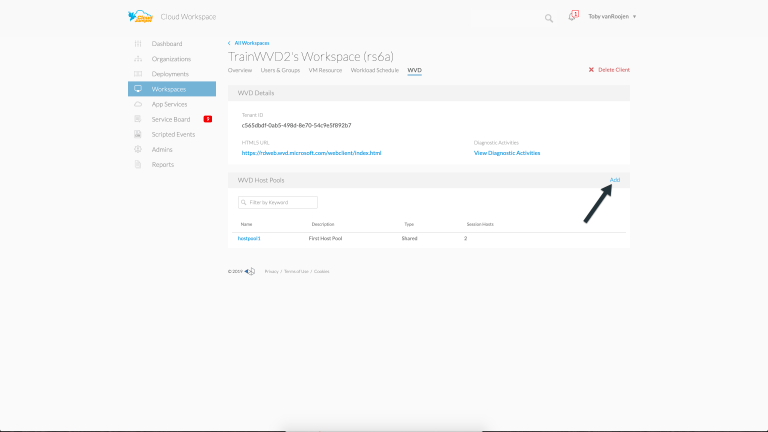 Cloud Workspace
1
Toby vanRoojen
Dashboard
Organizations
Deployments
Workspaces
App Services
Service Board
Scripted Events
Admins
Reports
All Workspaces
TrainWVD2's Workspace (rs6a)
Overview Users & Groups VM Resource Workload Schedule WVD
Delete Client
WVD Details
Tenant ID
c565dbdf-0ab5-498d-8e70-54c9e5f892b7
HTML5 URL
https://rdweb.wvd.microsoft.com/webclient/index.html
Diagnostic Activities
View Diagnostic Activities
WVD Host Pools
Add
Filter by Keyword
Name Description Type Session Hosts
hostpool1 First Host Pool Shared 2
© 2019
Privacy / Terms of Use / Cookies